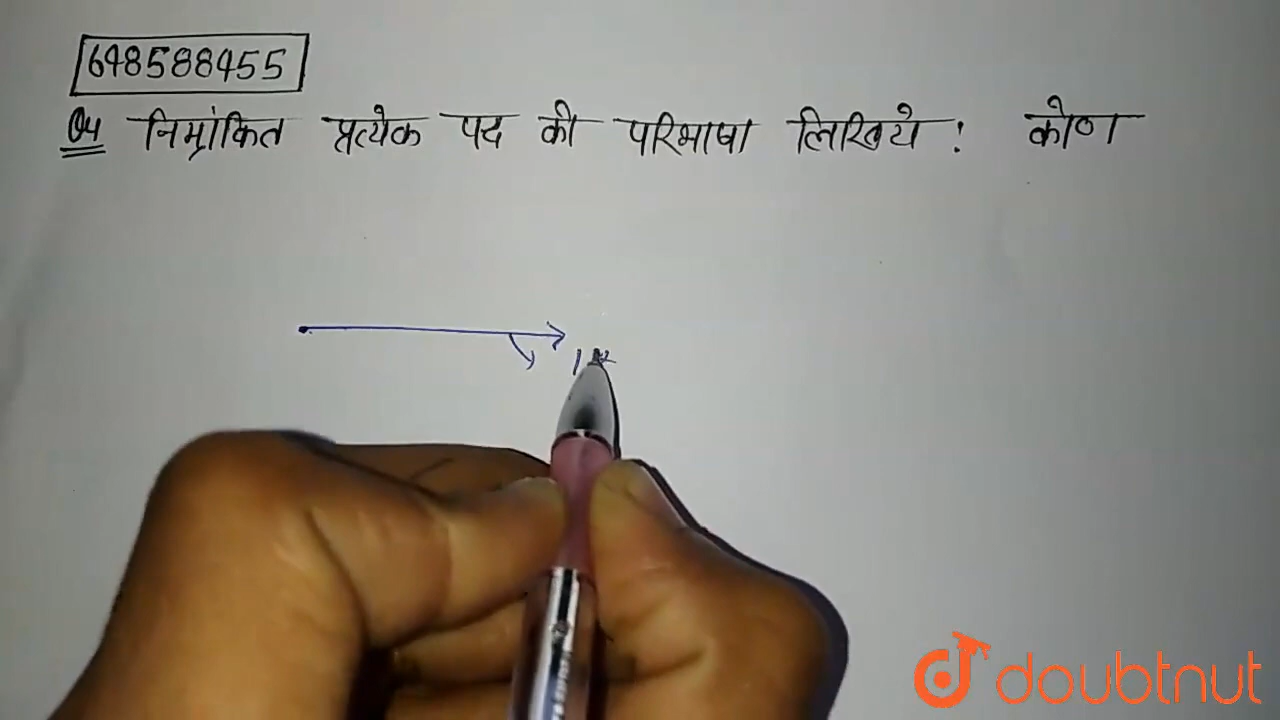 648588455
Q4 निम्नांकित प्रत्येक पद की परिभाषा लिखिये : कोण
doubtnut